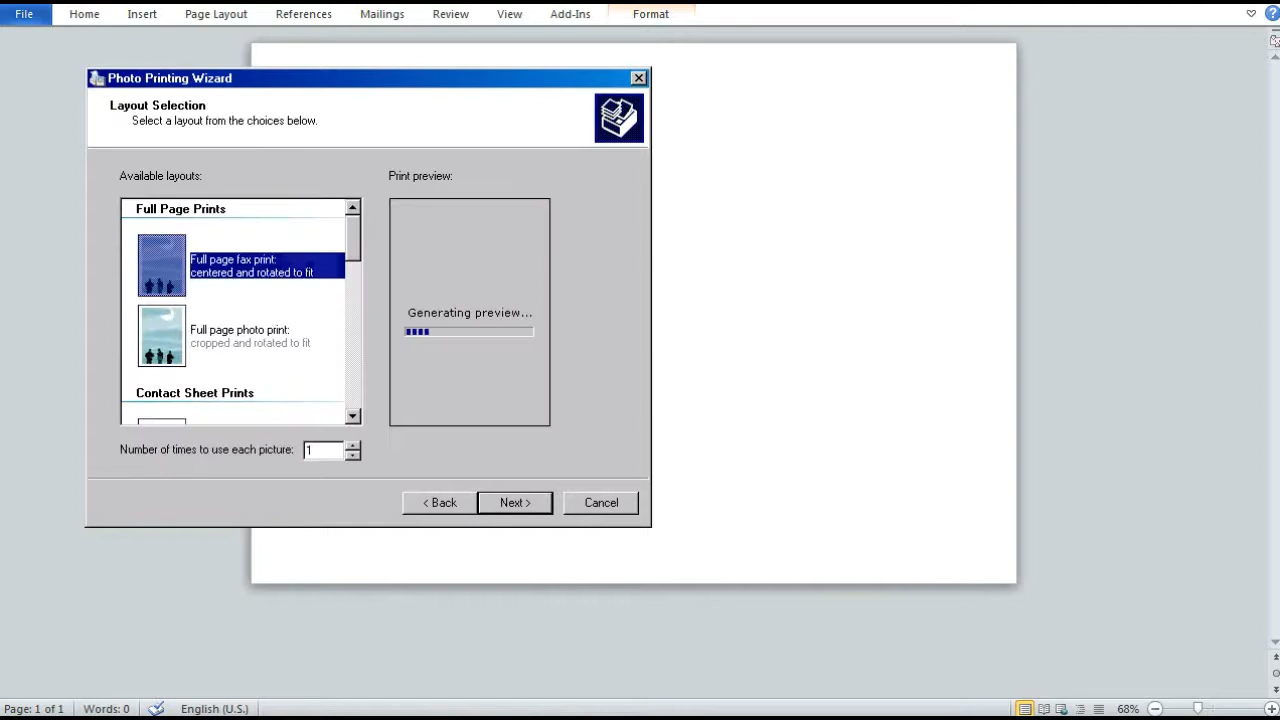 File Home Insert Page Layout References Mailings Review View Add-Ins Format
Photo Printing Wizard
Layout Selection
Select a layout from the choices below.
Available layouts:
Print preview:
Full Page Prints
Full page fax print:
centered and rotated to fit
Full page photo print:
cropped and rotated to fit
Contact Sheet Prints
Generating preview...
Number of times to use each picture: 1
< Back Next > Cancel
Page: 1 of 1 Words: 0 English (U.S.) 68%